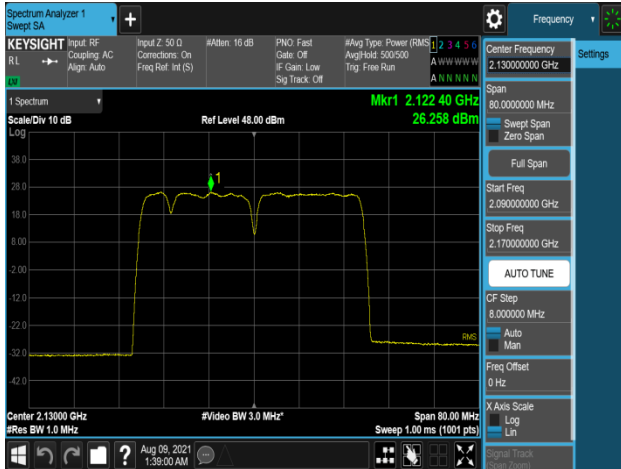 Spectrum Analyzer 1
Swept SA
+
Frequency
KEYSIGHT
RL
LU
Input: RF
Coupling: AC
Align: Auto
Input Z: 50 Ω
Corrections: On
Freq Ref: Int (S)
#Atten: 16 dB
PNO: Fast
Gate: Off
IF Gain: Low
Sig Track: Off
#Avg Type: Power (RMS
Avg|Hold: 500/500
Trig: Free Run
1 2 3 4 5 6
A W W W W W
A N N N N N
1 Spectrum
Scale/Div 10 dB
Ref Level 48.00 dBm
Mkr1 2.122 40 GHz
26.258 dBm
Log
38.0
28.0
18.0
8.00
-2.00
-12.0
-22.0
-32.0
-42.0
1
RMS
Center 2.13000 GHz
#Res BW 1.0 MHz
#Video BW 3.0 MHz*
Span 80.00 MHz
Sweep 1.00 ms (1001 pts)
Aug 09, 2021
1:39:00 AM
?
Center Frequency
2.130000000 GHz
Settings
Span
80.0000000 MHz
Swept Span
Zero Span
Full Span
Start Freq
2.090000000 GHz
Stop Freq
2.170000000 GHz
AUTO TUNE
CF Step
8.000000 MHz
Auto
Man
Freq Offset
0 Hz
X Axis Scale
Log
Lin
Signal Track
(Span Zoom)